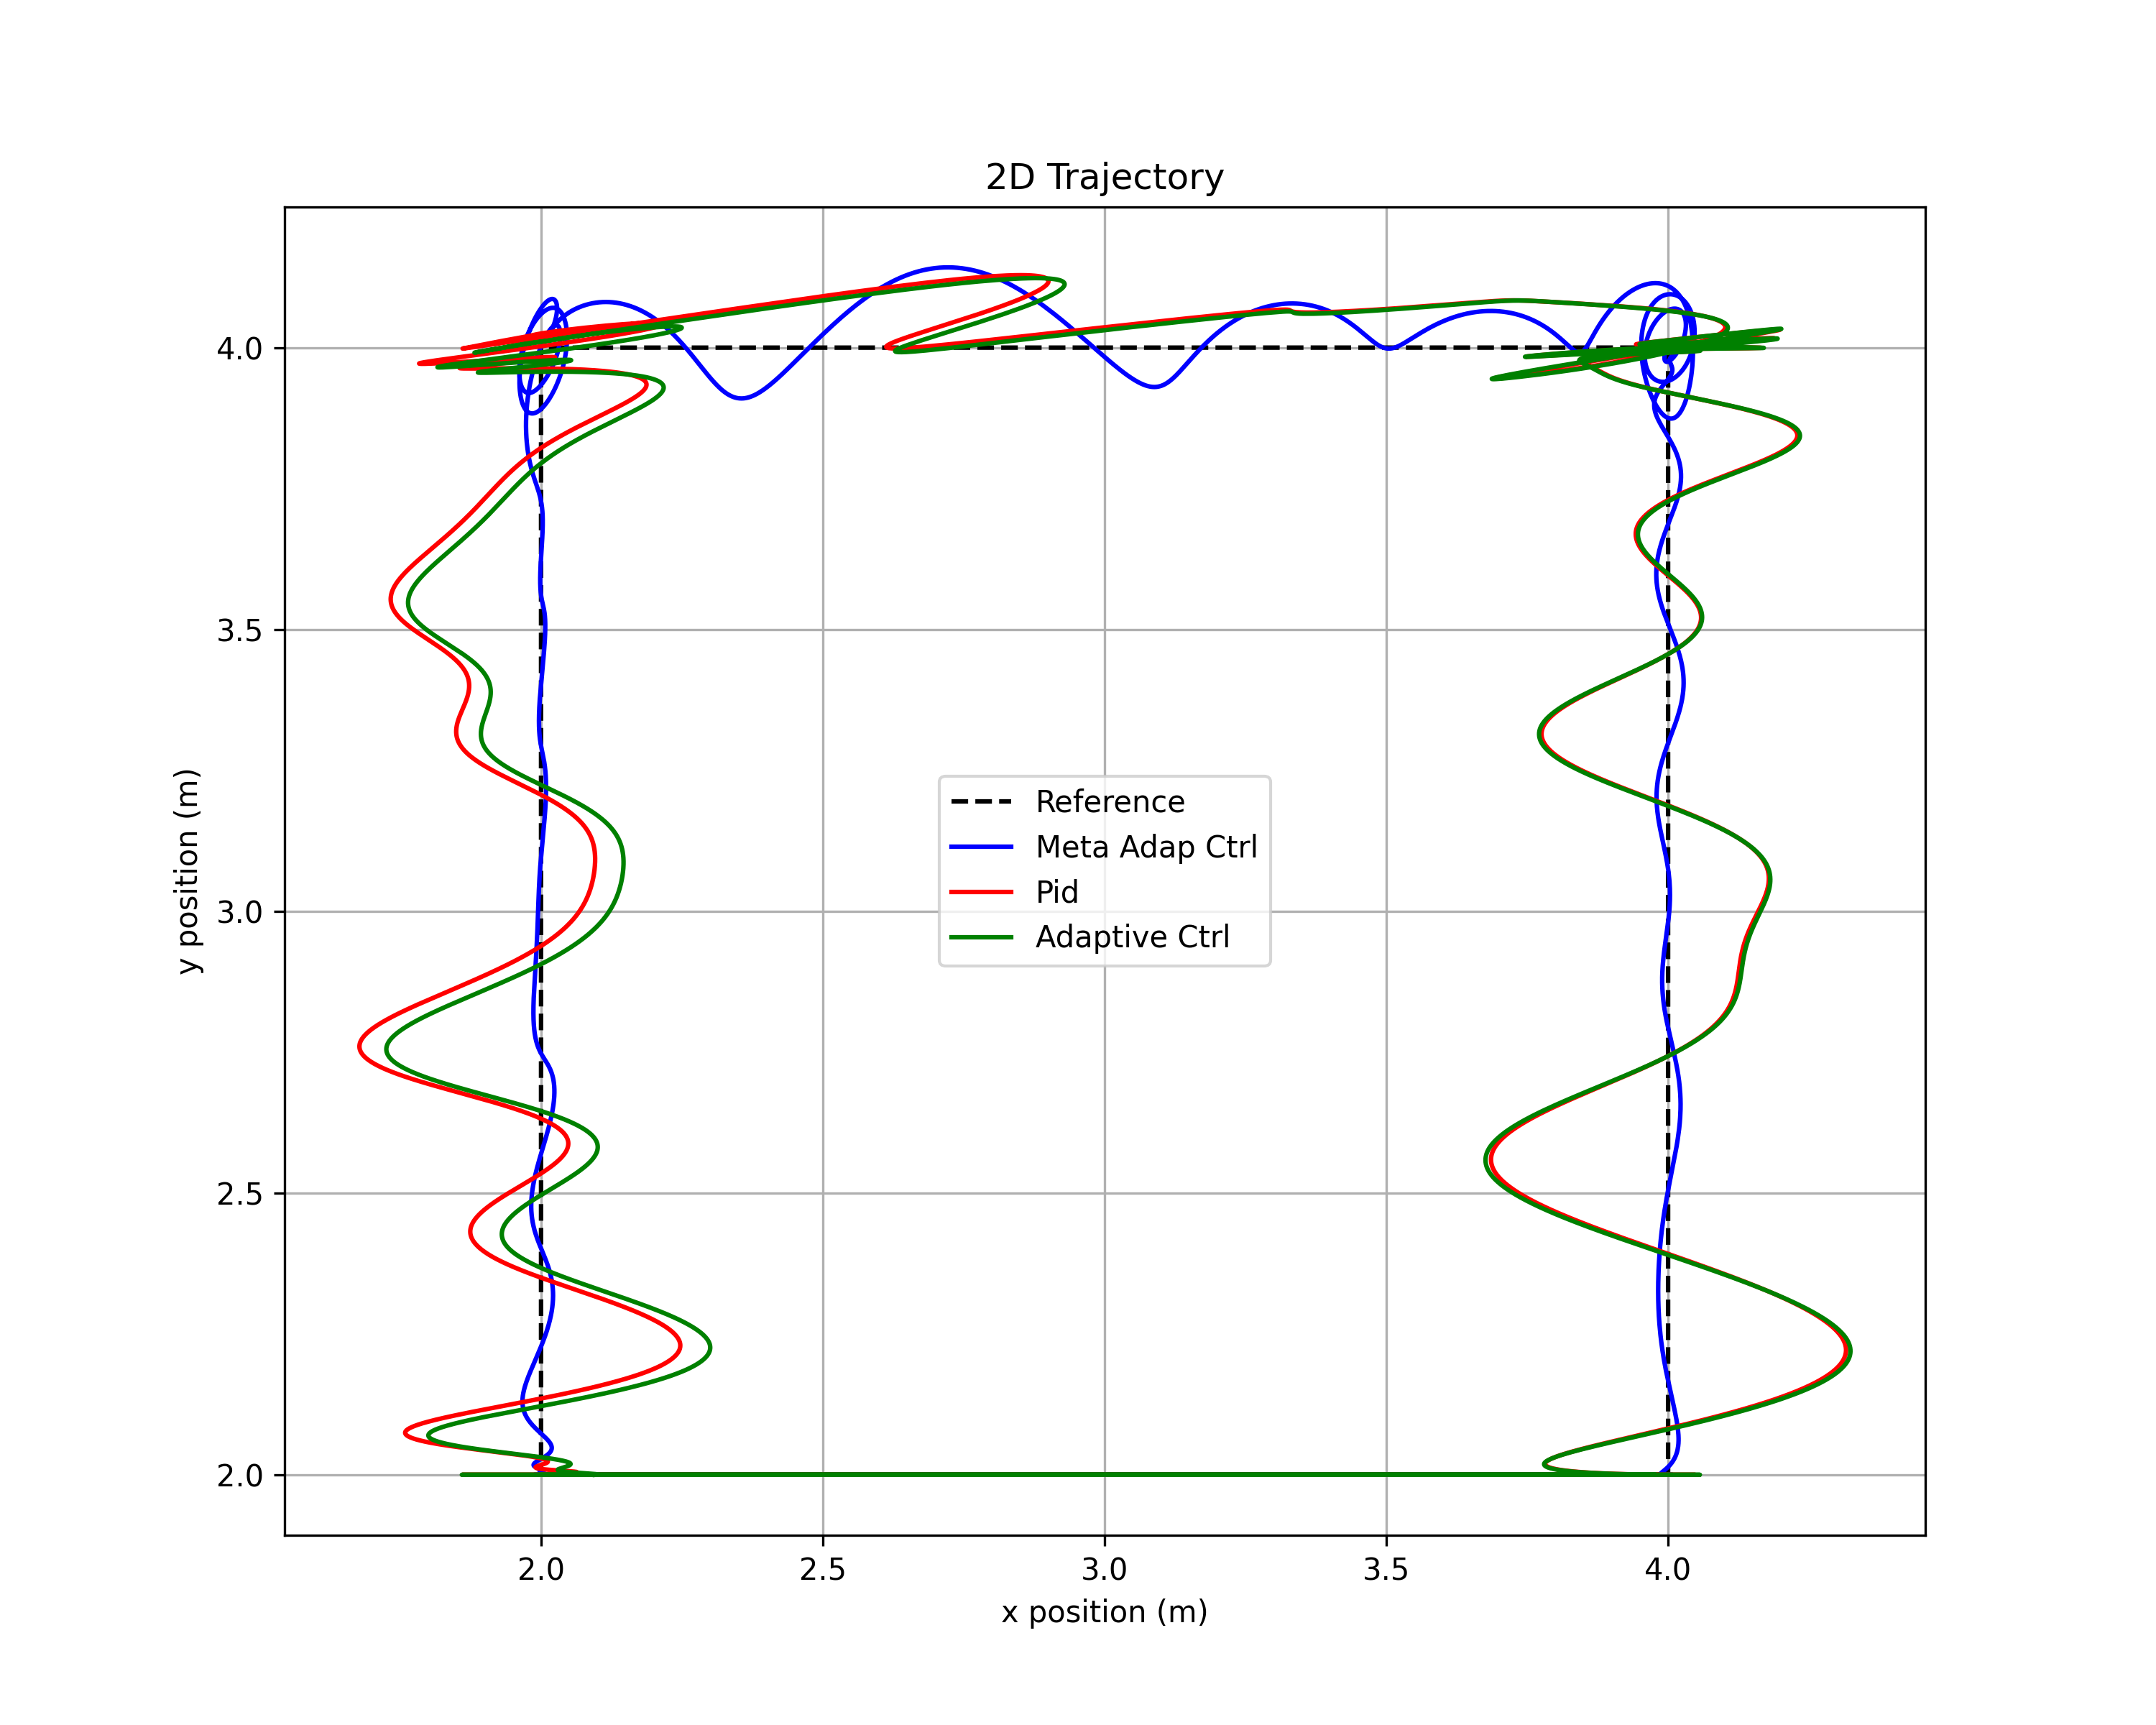 2D Trajectory
4.0
3.5
3.0
2.5
2.0
y position (m)
Reference
Meta Adap Ctrl
Pid
Adaptive Ctrl
2.0 2.5 3.0 3.5 4.0
x position (m)